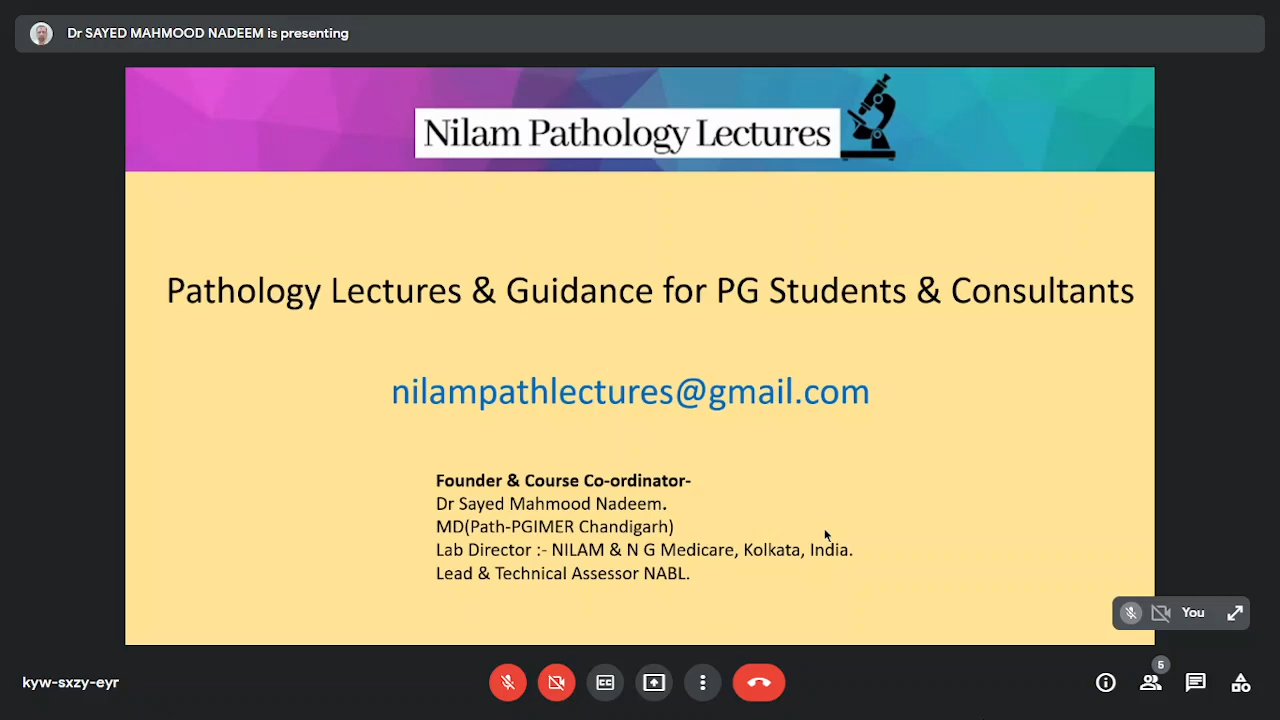 Dr SAYED MAHMOOD NADEEM is presenting
Nilam Pathology Lectures
Pathology Lectures & Guidance for PG Students & Consultants
nilampathlectures@gmail.com
Founder & Course Co-ordinator-
Dr Sayed Mahmood Nadeem.
MD(Path-PGIMER Chandigarh)
Lab Director :- NILAM & N G Medicare, Kolkata, India.
Lead & Technical Assessor NABL.
You
kyw-sxzy-eyr
CC
5